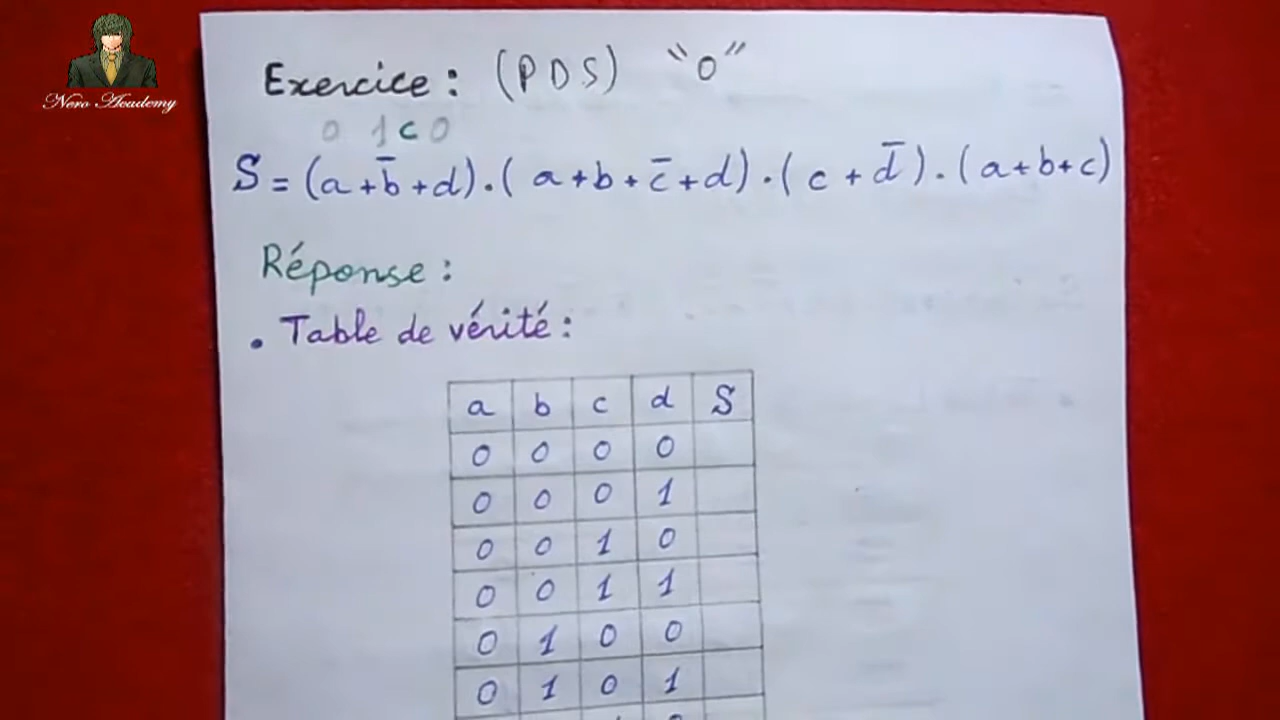 Nero Academy
Exercice : (PDS) "0"
0 1 c 0
S = (a + b̄ + d) . ( a + b + c̄ + d) . ( c + d̄ ) . ( a + b + c)
Réponse :
. Table de vérité :
a b c d S
0 0 0 0
0 0 0 1
0 0 1 0
0 0 1 1
0 1 0 0
0 1 0 1